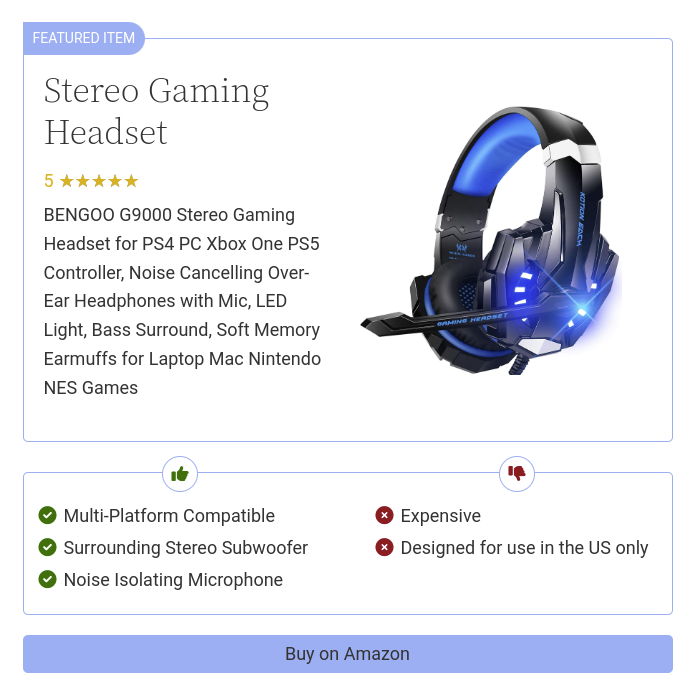 FEATURED ITEM
Stereo Gaming
Headset
5 ★★★★★
BENGOO G9000 Stereo Gaming
Headset for PS4 PC Xbox One PS5
Controller, Noise Cancelling Over-
Ear Headphones with Mic, LED
Light, Bass Surround, Soft Memory
Earmuffs for Laptop Mac Nintendo
NES Games
KOTION EACH
GAMING HEADSET
Multi-Platform Compatible
Surrounding Stereo Subwoofer
Noise Isolating Microphone
Expensive
Designed for use in the US only
Buy on Amazon